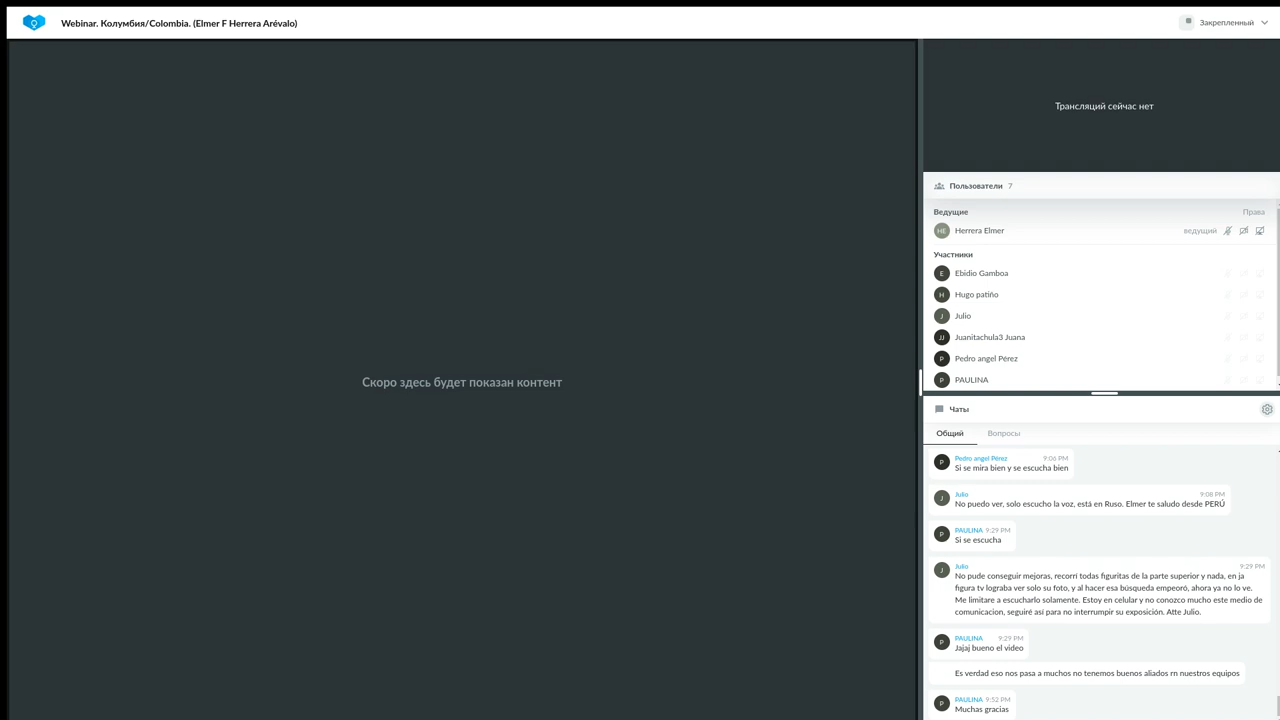 Webinar. Колумбия/Colombia. (Elmer F Herrera Arévalo)
Закрепленный
Скоро здесь будет показан контент
Трансляций сейчас нет
Пользователи 7
Ведущие Права
HE Herrera Elmer ведущий
Участники
E Ebidio Gamboa
H Hugo patiño
J Julio
JJ Juanitachula3 Juana
P Pedro angel Pérez
P PAULINA
Чаты
Общий Вопросы
P Pedro angel Pérez 9:06 PM
Si se mira bien y se escucha bien
J Julio 9:08 PM
No puedo ver, solo escucho la voz, está en Ruso. Elmer te saludo desde PERÚ
P PAULINA 9:29 PM
Si se escucha
J Julio 9:29 PM
No pude conseguir mejoras, recorrí todas figuritas de la parte superior y nada, en ja
figura tv lograba ver solo su foto, y al hacer esa búsqueda empeoró, ahora ya no lo ve.
Me limitare a escucharlo solamente. Estoy en celular y no conozco mucho este medio de
comunicacion, seguiré así para no interrumpir su exposición. Atte Julio.
P PAULINA 9:29 PM
Jajaj bueno el video
Es verdad eso nos pasa a muchos no tenemos buenos aliados rn nuestros equipos
P PAULINA 9:52 PM
Muchas gracias